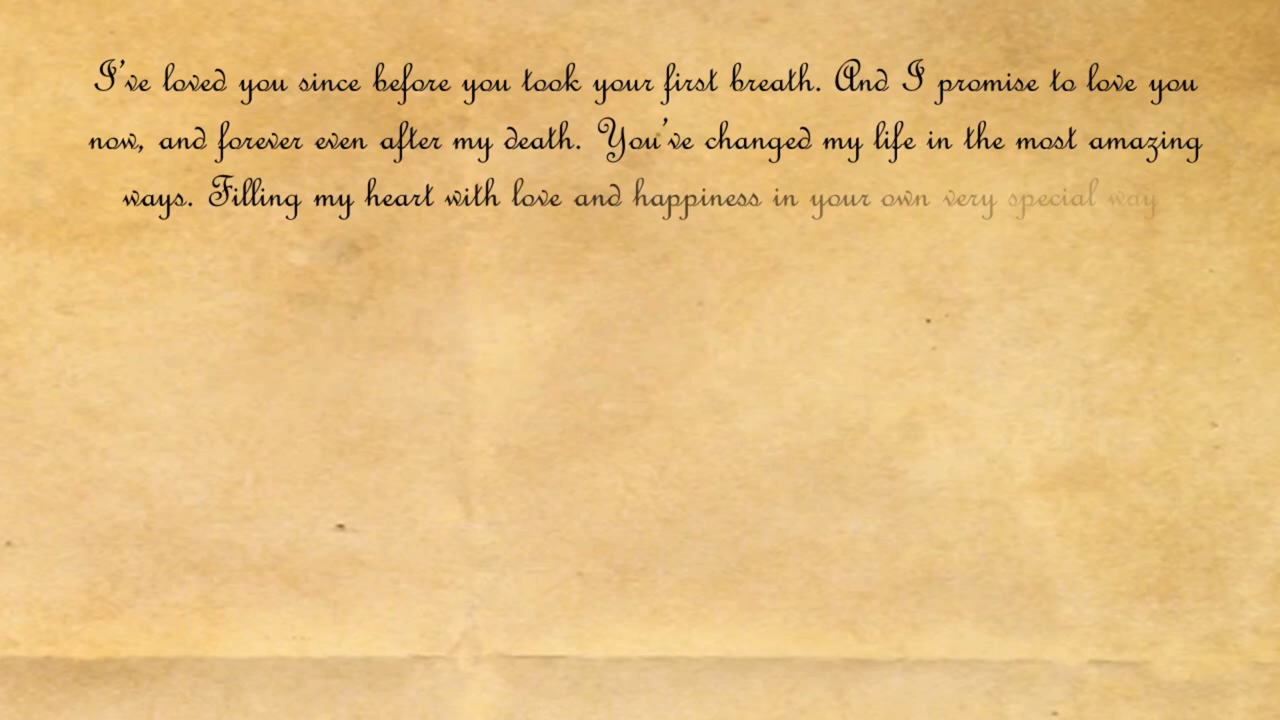 I've loved you since before you took your first breath. And I promise to love you
now, and forever even after my death. You've changed my life in the most amazing
ways. Filling my heart with love and happiness in your own very special way